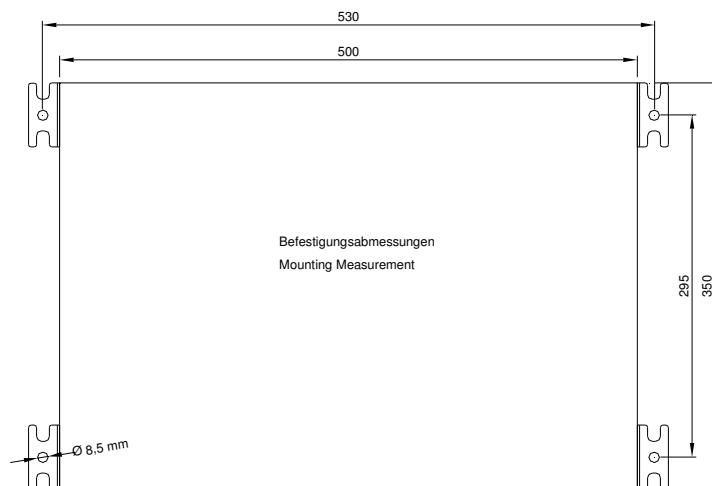 530
500
Befestigungsabmessungen
Mounting Measurement
295
350
Ø 8,5 mm